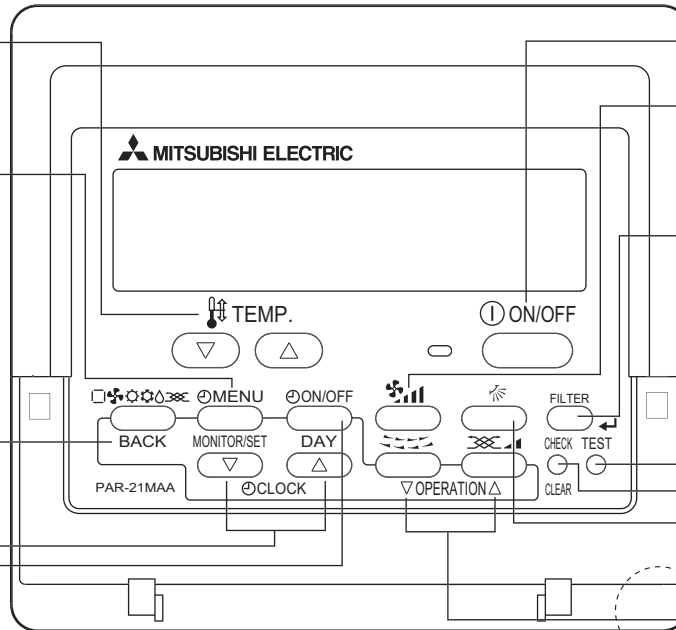 MITSUBISHI ELECTRIC
TEMP.
ON/OFF
MENU
ON/OFF
FILTER
BACK
MONITOR/SET
DAY
CHECK
TEST
PAR-21MAA
CLOCK
OPERATION
CLEAR